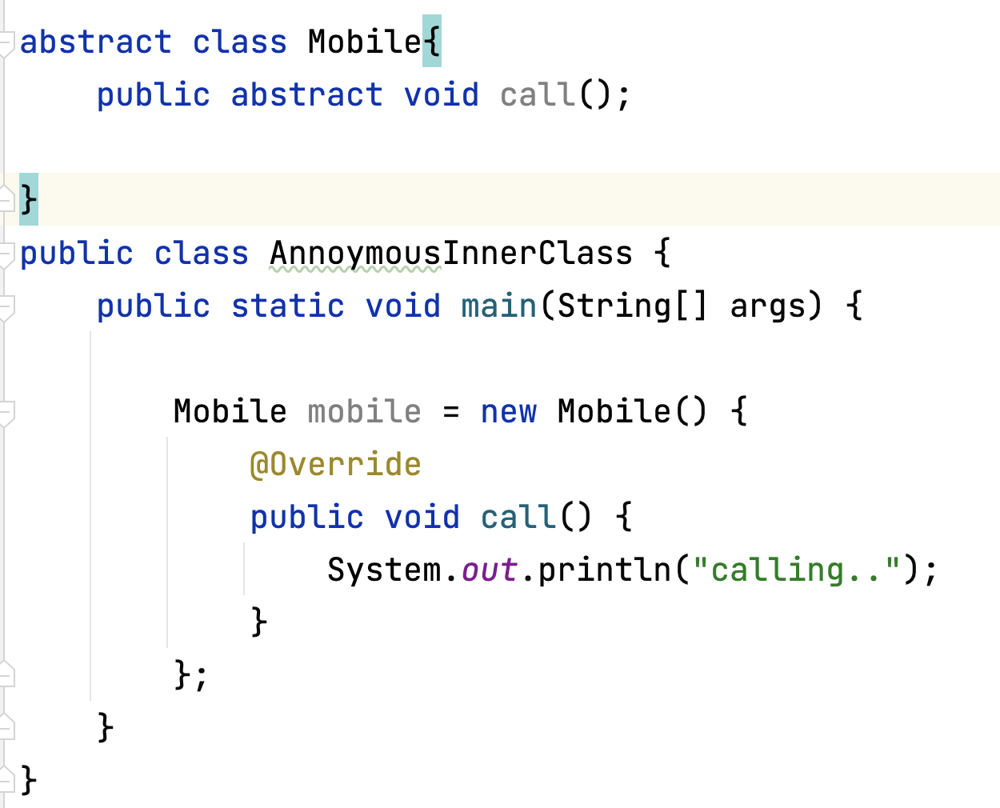 abstract class Mobile{
    public abstract void call();
}
public class AnnoymousInnerClass {
    public static void main(String[] args) {
        Mobile mobile = new Mobile() {
            @Override
            public void call() {
                System.out.println("calling..");
            }
        };
    }
}